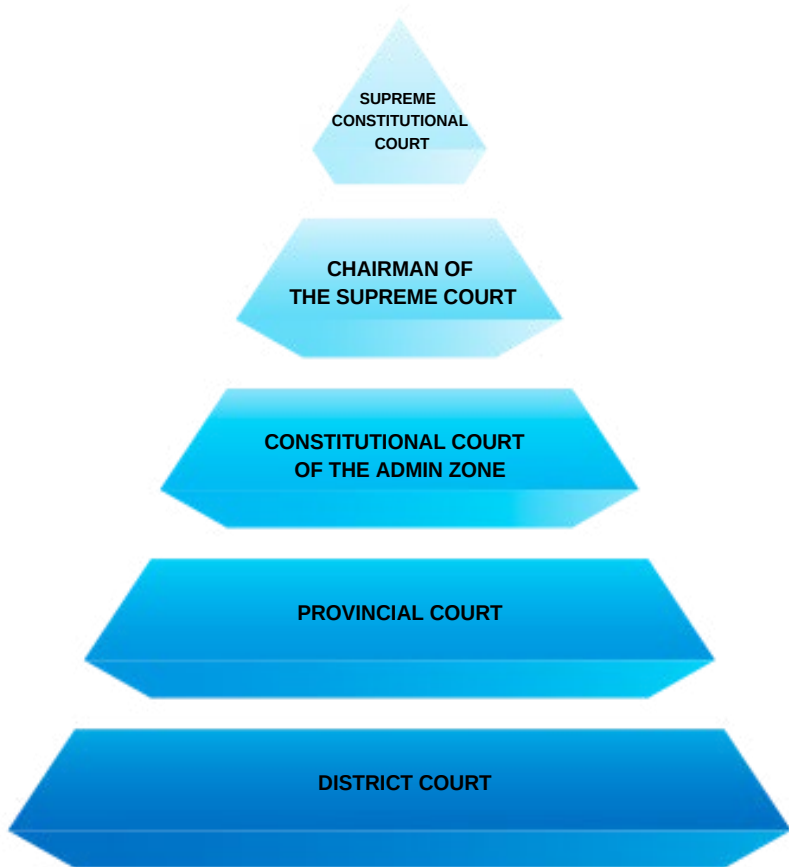 SUPREME
CONSTITUTIONAL
COURT
CHAIRMAN OF
THE SUPREME COURT
CONSTITUTIONAL COURT
OF THE ADMIN ZONE
PROVINCIAL COURT
DISTRICT COURT